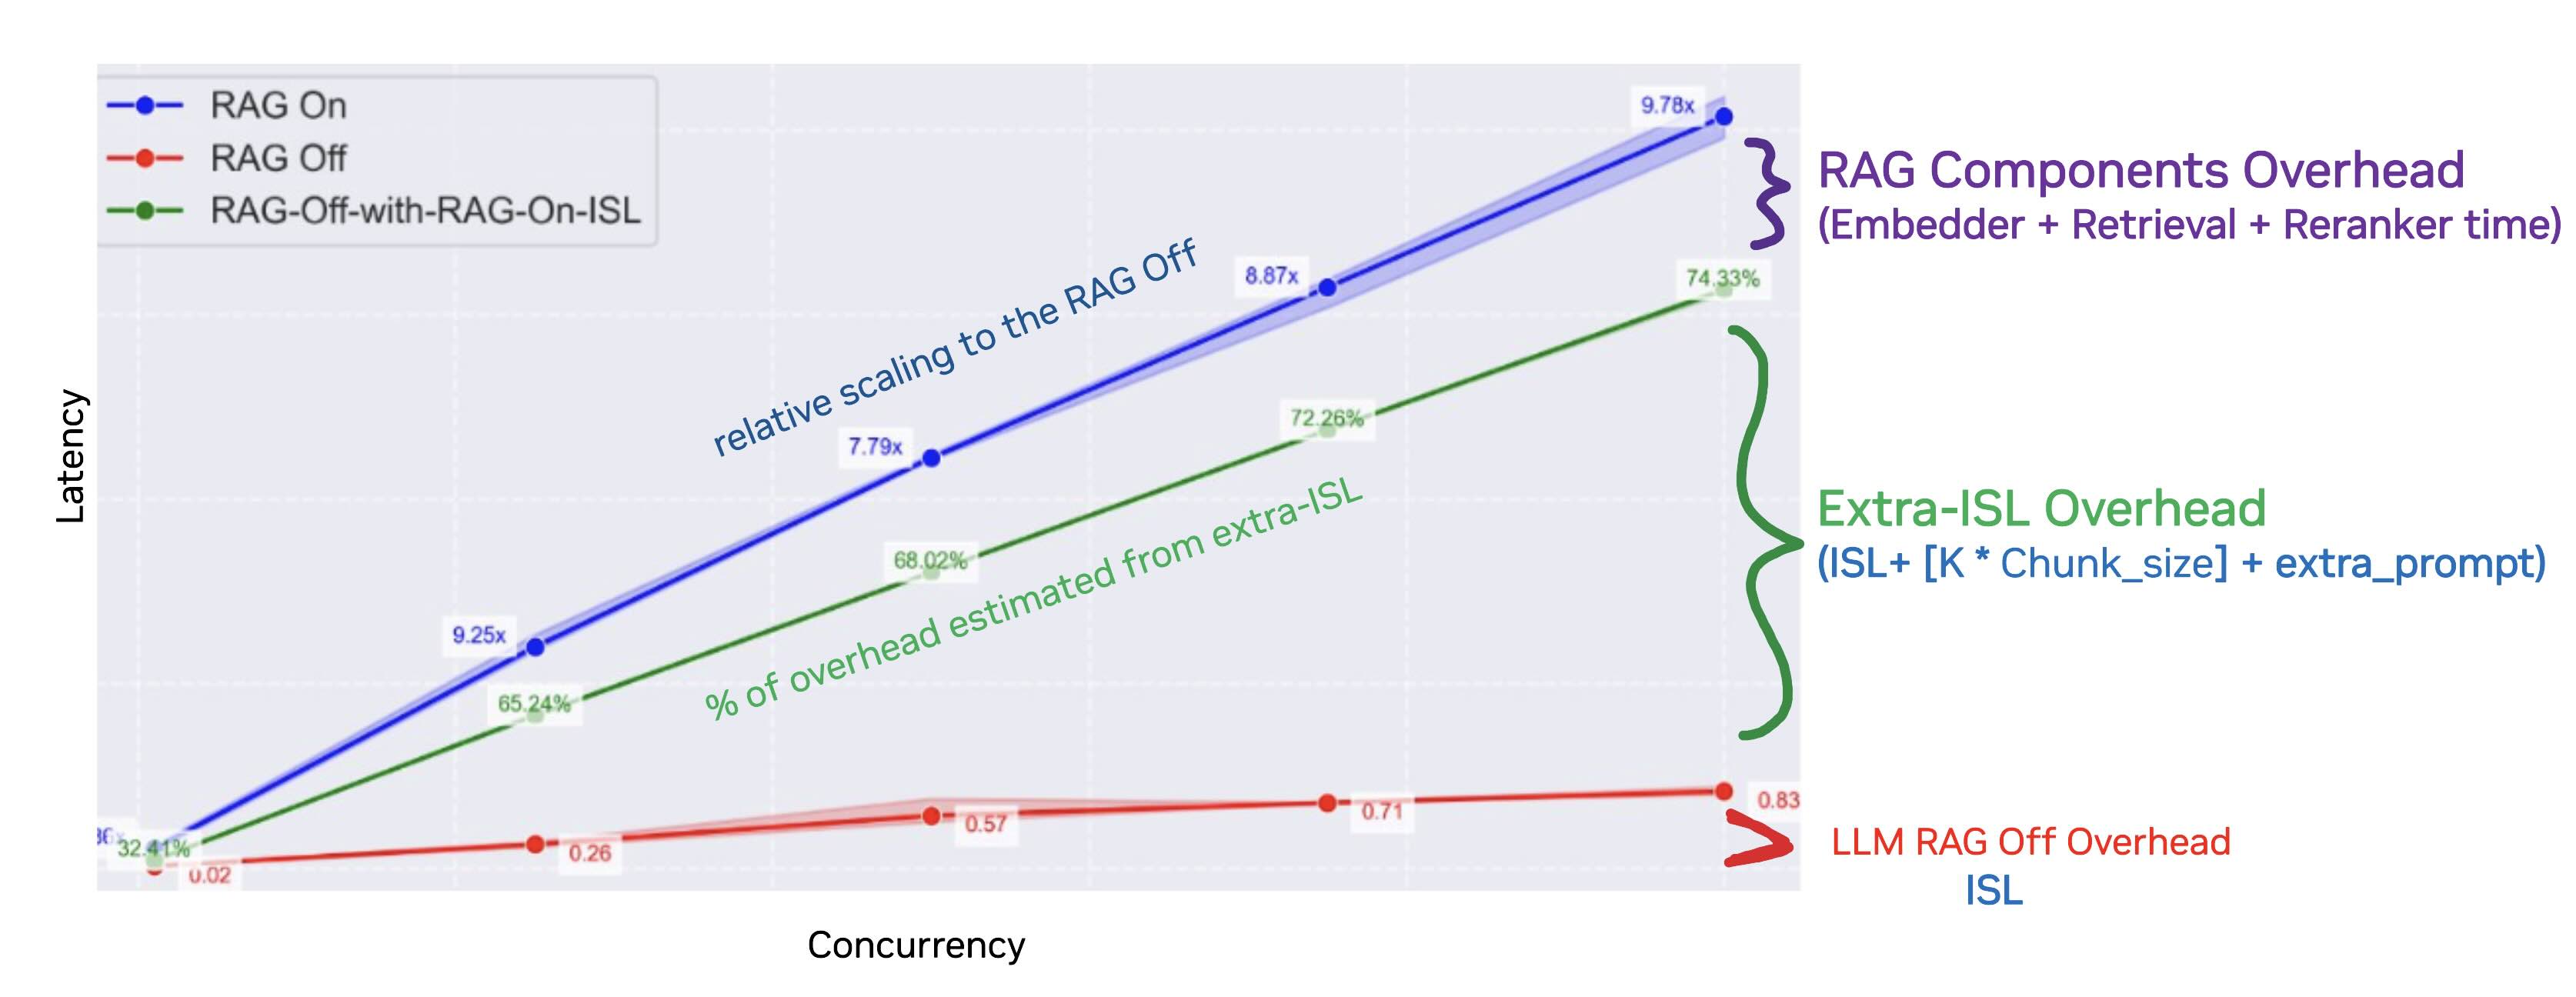 RAG On
RAG Off
RAG-Off-with-RAG-On-ISL
9.78x
RAG Components Overhead
(Embedder + Retrieval + Reranker time)
relative scaling to the RAG Off
8.87x
74.33%
7.79x
72.26%
Latency
% of overhead estimated from extra-ISL
Extra-ISL Overhead
(ISL+ [K * Chunk_size] + extra_prompt)
68.02%
9.25x
65.24%
32.41%
0.02
0.26
0.57
0.71
0.83
LLM RAG Off Overhead
ISL
Concurrency